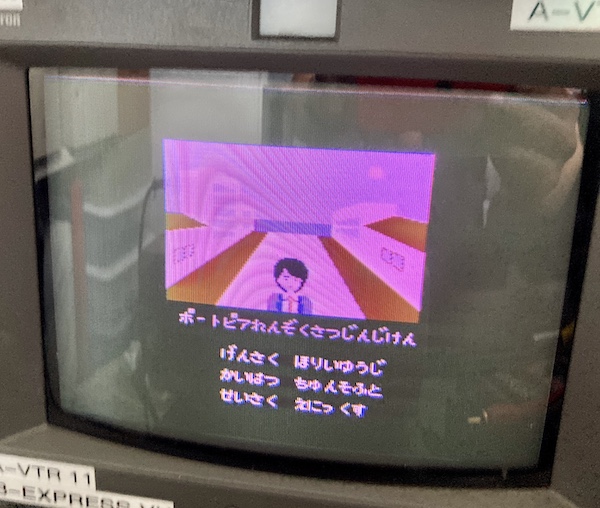 A-V
ポートピアれんぞくさつじんじけん
げんさく ほりいゆうじ
かいはつ ちゅんそふと
せいさく えにっくす
A-VTR 11
B-EXPRESS